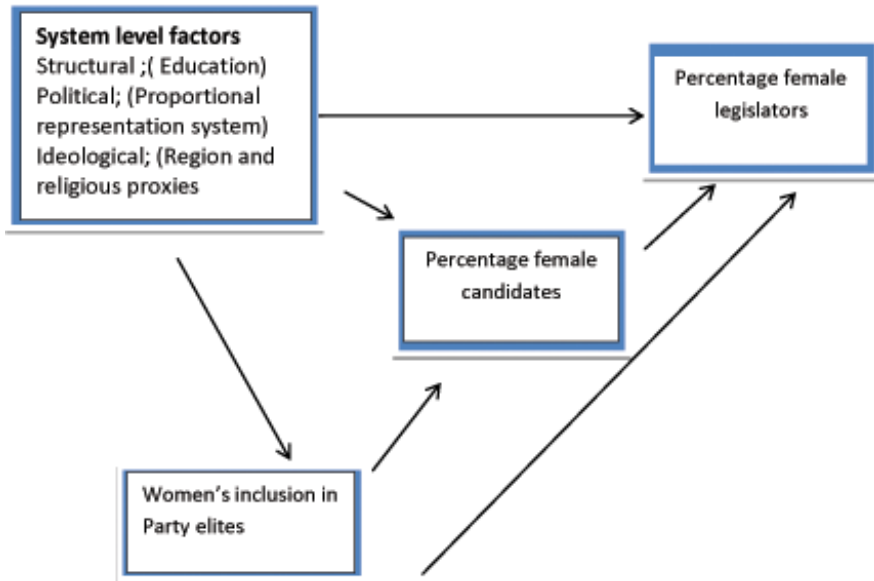 System level factors
Structural ;( Education)
Political; (Proportional
representation system)
Ideological; (Region and
religious proxies
Percentage female
legislators
Percentage female
candidates
Women's inclusion in
Party elites